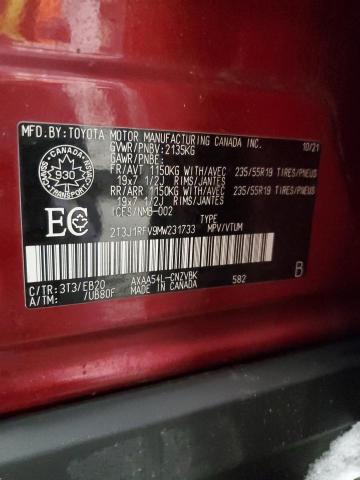 MFD.BY:TOYOTA MOTOR MANUFACTURING CANADA INC.
GVWR/PNBV: 2135KG 10/21
GAWR/PNBE:
FR/AVT 1150KG WITH/AVEC 235/55R19 TIRES/PNEUS
19x7 1/2J RIMS/JANTES
RR/ARR 1150KG WITH/AVEC 235/55R19 TIRES/PNEUS
19x7 1/2J RIMS/JANTES
ICES/NMB-002
TYPE
2T3J1RFV9MW231733 MPV/VTUM
AXAA54L-CNZVBK 582
MADE IN CANADA
C/TR: 3T3/EB20
A/TM: /UB80F
B
CANADA
930
EC